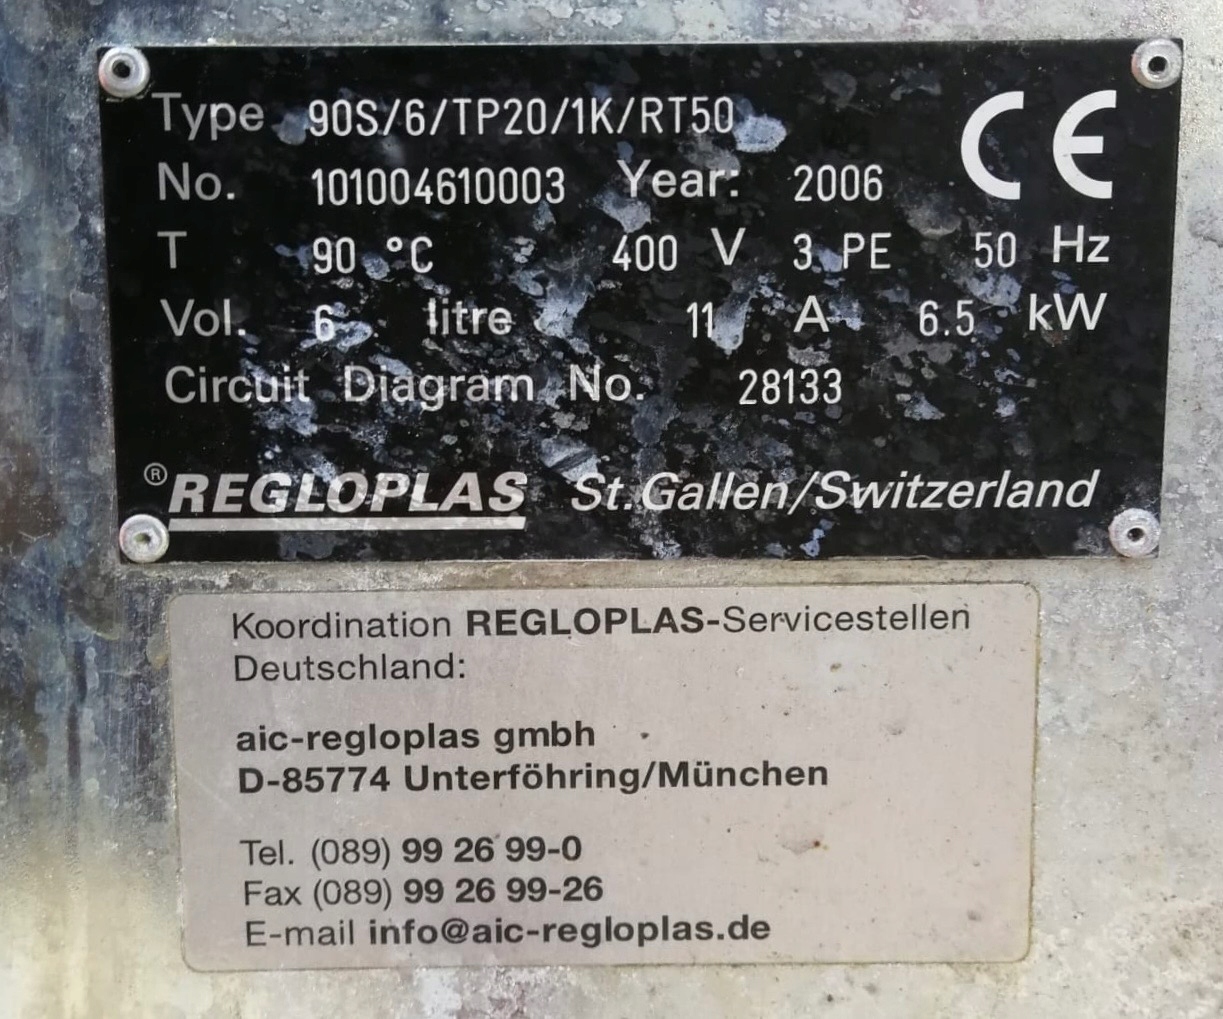 Type 90S/6/TP20/1K/RT50
CE
No. 101004610003 Year: 2006
T 90 °C 400 V 3 PE 50 Hz
Vol. 6 litre 11 A 6.5 kW
Circuit Diagram No. 28133
®REGLOPLAS St.Gallen/Switzerland
Koordination REGLOPLAS-Servicestellen
Deutschland:
aic-regloplas gmbh
D-85774 Unterföhring/München
Tel. (089) 99 26 99-0
Fax (089) 99 26 99-26
E-mail info@aic-regloplas.de